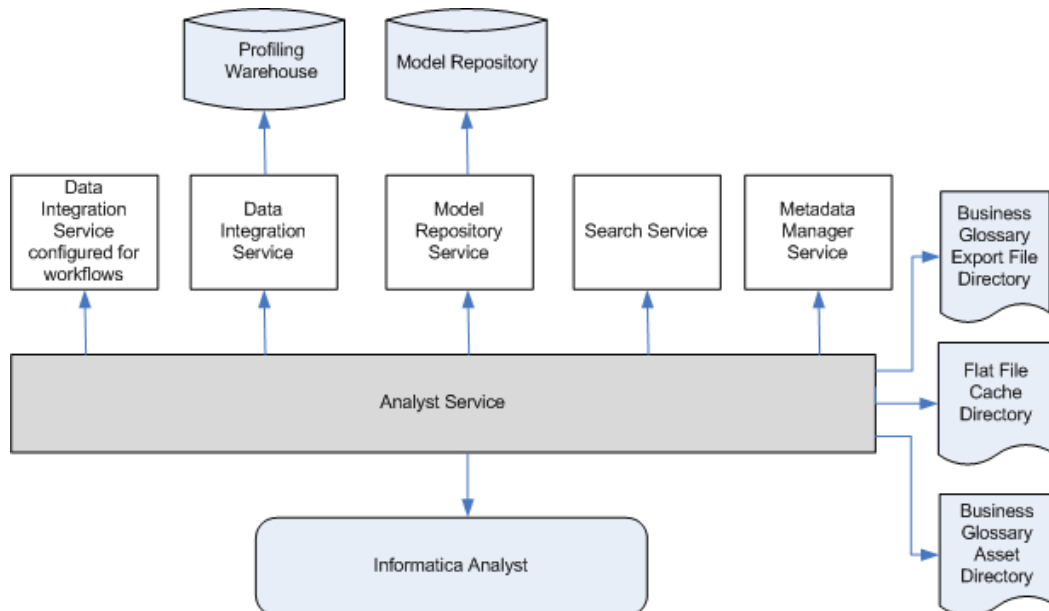 Profiling
Warehouse
Model Repository
Data
Integration
Service
configured for
workflows
Data
Integration
Service
Model
Repository
Service
Search Service
Metadata
Manager
Service
Business
Glossary
Export File
Directory
Analyst Service
Flat File
Cache
Directory
Informatica Analyst
Business
Glossary
Asset
Directory